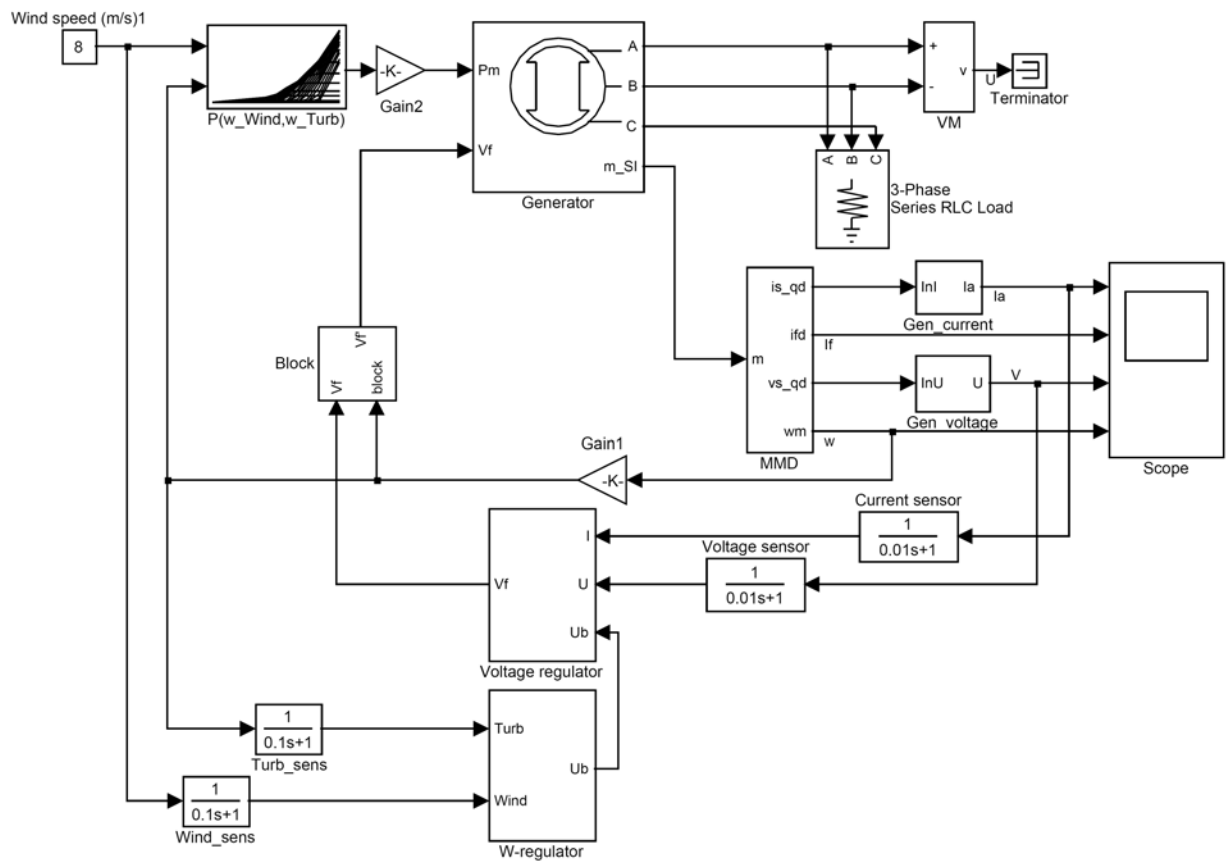 Wind speed (m/s)1
8
P(w_Wind,w_Turb)
-K-
Gain2
Pm
Vf
A
B
C
m_SI
Generator
+
-
v
VM
U
Terminator
A
B
C
3-Phase
Series RLC Load
m
is_qd
ifd
vs_qd
wm
MMD
InI
Ia
Gen_current
Ia
If
InU
U
Gen_voltage
V
w
Scope
Block
Vf'
Vf
block
Gain1
-K-
Current sensor
1
0.01s+1
Voltage sensor
1
0.01s+1
I
U
Ub
Vf
Voltage regulator
1
0.1s+1
Turb_sens
1
0.1s+1
Wind_sens
Turb
Wind
Ub
W-regulator